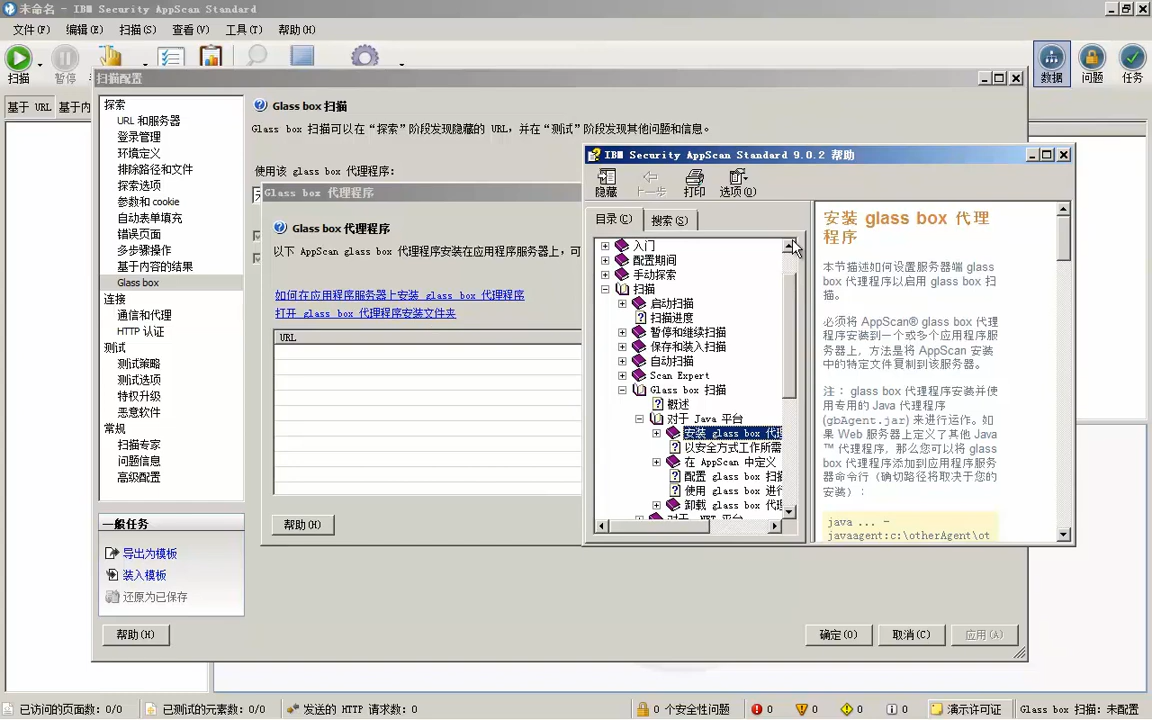 未命名 - IBM Security AppScan Standard
文件(F) 编辑(E) 扫描(S) 查看(V) 工具(T) 帮助(H)
扫描
暂停
数据 问题 任务
基于 URL 基于内
扫描配置
探索
URL 和服务器
登录管理
环境定义
排除路径和文件
探索选项
参数和 cookie
自动表单填充
错误页面
多步骤操作
基于内容的结果
Glass box
连接
通信和代理
HTTP 认证
测试
测试策略
测试选项
特权升级
恶意软件
常规
扫描专家
问题信息
高级配置
一般任务
导出为模板
装入模板
还原为已保存
帮助(H)
Glass box 扫描
Glass box 扫描可以在“探索”阶段发现隐藏的 URL，并在“测试”阶段发现其他问题和信息。
使用该 glass box 代理程序:
Glass box 代理程序
Glass box 代理程序
以下 AppScan glass box 代理程序安装在应用程序服务器上，可
如何在应用程序服务器上安装 glass box 代理程序
打开 glass box 代理程序安装文件夹
URL
帮助(H)
IBM Security AppScan Standard 9.0.2 帮助
隐藏 上一步 打印 选项(O)
目录(C) 搜索(S)
入门
配置期间
手动探索
扫描
启动扫描
扫描进度
暂停和继续扫描
保存和装入扫描
自动扫描
Scan Expert
Glass box 扫描
概述
对于 Java 平台
安装 glass box 代理
以安全方式工作所需
在 AppScan 中定义
配置 glass box 扫描
使用 glass box 进行
卸载 glass box 代理
对于 .NET 平台
安装 glass box 代理
程序
本节描述如何设置服务器端 glass
box 代理程序以启用 glass box 扫
描。
必须将 AppScan® glass box 代理
程序安装到一个或多个应用程序服
务器上，方法是将 AppScan 安装
中的特定文件复制到该服务器。
注： glass box 代理程序安装并使
用专用的 Java 代理程序
(gbAgent.jar) 来进行运作。如
果 Web 服务器上定义了其他 Java
™ 代理程序，那么您可以将 glass
box 代理程序添加到应用程序服务
器命令行（确切路径将取决于您的
安装）：
java ... -
javaagent:c:\otherAgent\ot
确定(O) 取消(C) 应用(A)
已访问的页面数: 0/0 已测试的元素数: 0/0 发送的 HTTP 请求数: 0 0 个安全性问题 0 0 0 0 演示许可证 Glass box 扫描: 未配置